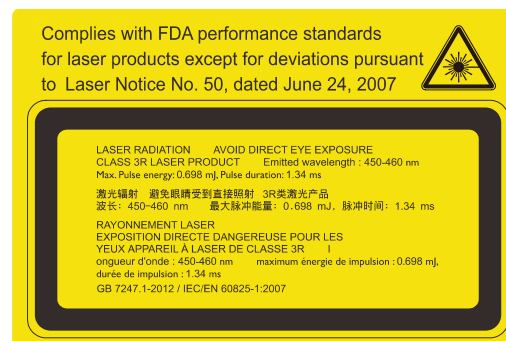 Complies with FDA performance standards
for laser products except for deviations pursuant
to Laser Notice No. 50, dated June 24, 2007
LASER RADIATION AVOID DIRECT EYE EXPOSURE
CLASS 3R LASER PRODUCT Emitted wavelength : 450-460 nm
Max. Pulse energy:0.698 mJ, Pulse duration: 1.34 ms
激光辐射 避免眼睛受到直接照射 3R类激光产品
波长：450-460 nm 最大脉冲能量：0.698 mJ，脉冲时间：1.34 ms
RAYONNEMENT LASER
EXPOSITION DIRECTE DANGEREUSE POUR LES
YEUX APPAREIL À LASER DE CLASSE 3R l
ongueur d'onde : 450-460 nm maximum énergie de impulsion : 0.698 mJ,
durée de impulsion : 1.34 ms
GB 7247.1-2012 / IEC/EN 60825-1:2007